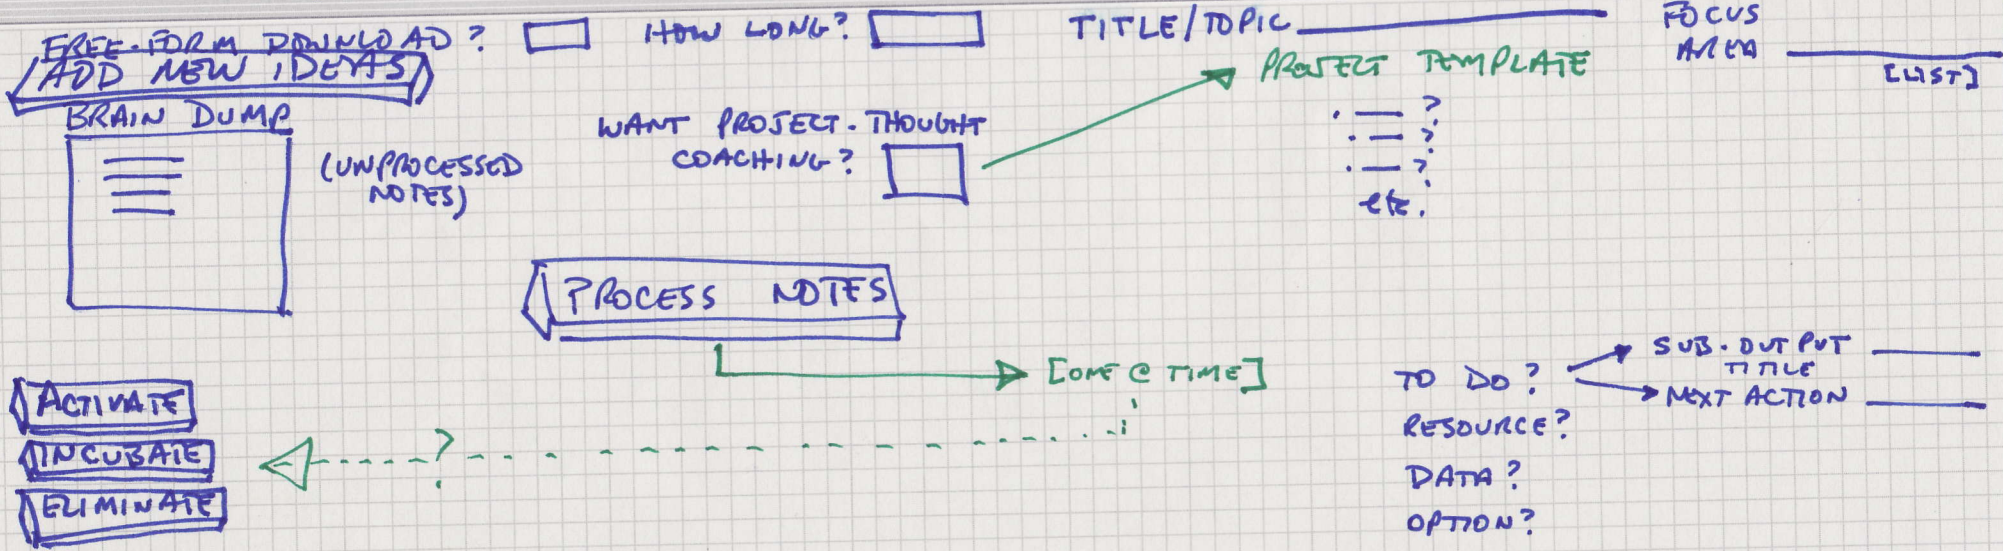 FREE-FORM DOWNLOAD?
HOW LONG?
TITLE/TOPIC
FOCUS
AREA
[LIST]
ADD NEW IDEAS
BRAIN DUMP
(UNPROCESSED
NOTES)
WANT PROJECT-THOUGHT
COACHING?
PROJECT TEMPLATE
?
?
?
etc.
PROCESS NOTES
[ONE @ TIME]
TO DO?
SUB-OUTPUT
TITLE
NEXT ACTION
RESOURCE?
DATA?
OPTION?
ACTIVATE
INCUBATE
ELIMINATE
?